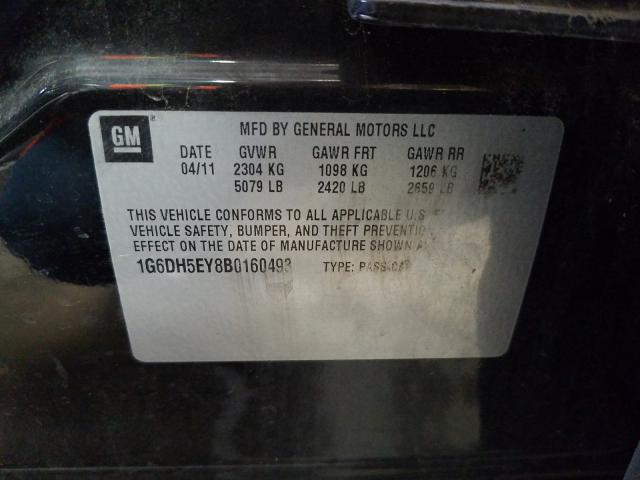 GM
MFD BY GENERAL MOTORS LLC
DATE GVWR GAWR FRT GAWR RR
04/11 2304 KG 1098 KG 1206 KG
5079 LB 2420 LB 2659 LB
THIS VEHICLE CONFORMS TO ALL APPLICABLE U.S.
VEHICLE SAFETY, BUMPER, AND THEFT
EFFECT ON THE DATE OF MANUFACTURE SHOWN
1G6DH5EY8B0160493 TYPE: PASS CAR